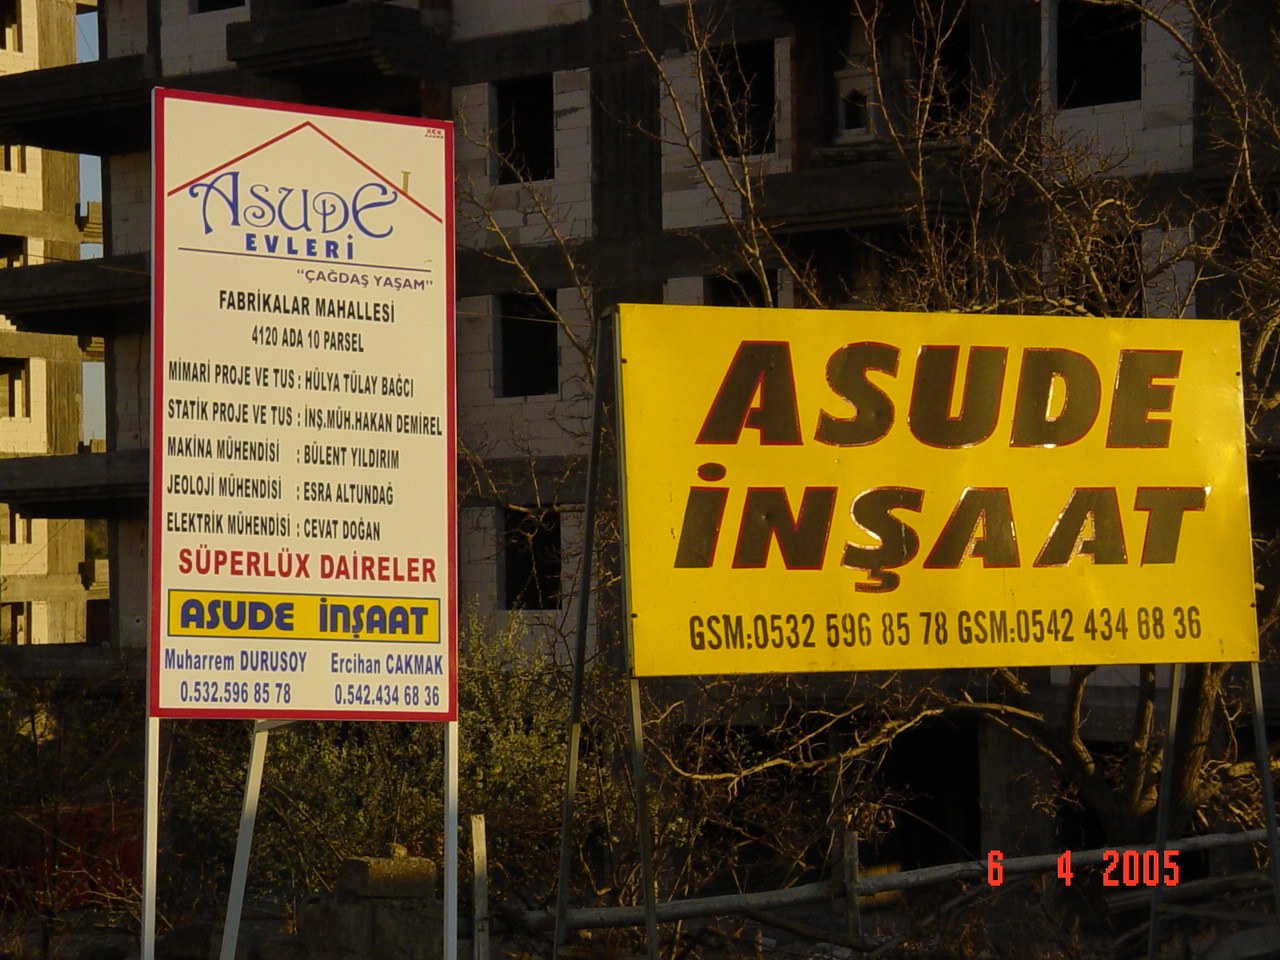 ASUDE
EVLERİ
"ÇAĞDAŞ YAŞAM"
FABRİKALAR MAHALLESİ
4120 ADA 10 PARSEL
MİMARİ PROJE VE TUS : HÜLYA TÜLAY BAĞCI
STATİK PROJE VE TUS : İNŞ.MÜH.HAKAN DEMİREL
MAKİNA MÜHENDİSİ : BÜLENT YILDIRIM
JEOLOJİ MÜHENDİSİ : ESRA ALTUNDAĞ
ELEKTRİK MÜHENDİSİ : CEVAT DOĞAN
SÜPERLÜX DAİRELER
ASUDE İNŞAAT
Muharrem DURUSOY Ercihan CAKMAK
0.532.596 85 78 0.542.434 68 36
ASUDE
İNŞAAT
GSM:0532 596 85 78 GSM:0542 434 68 36
6 4 2005